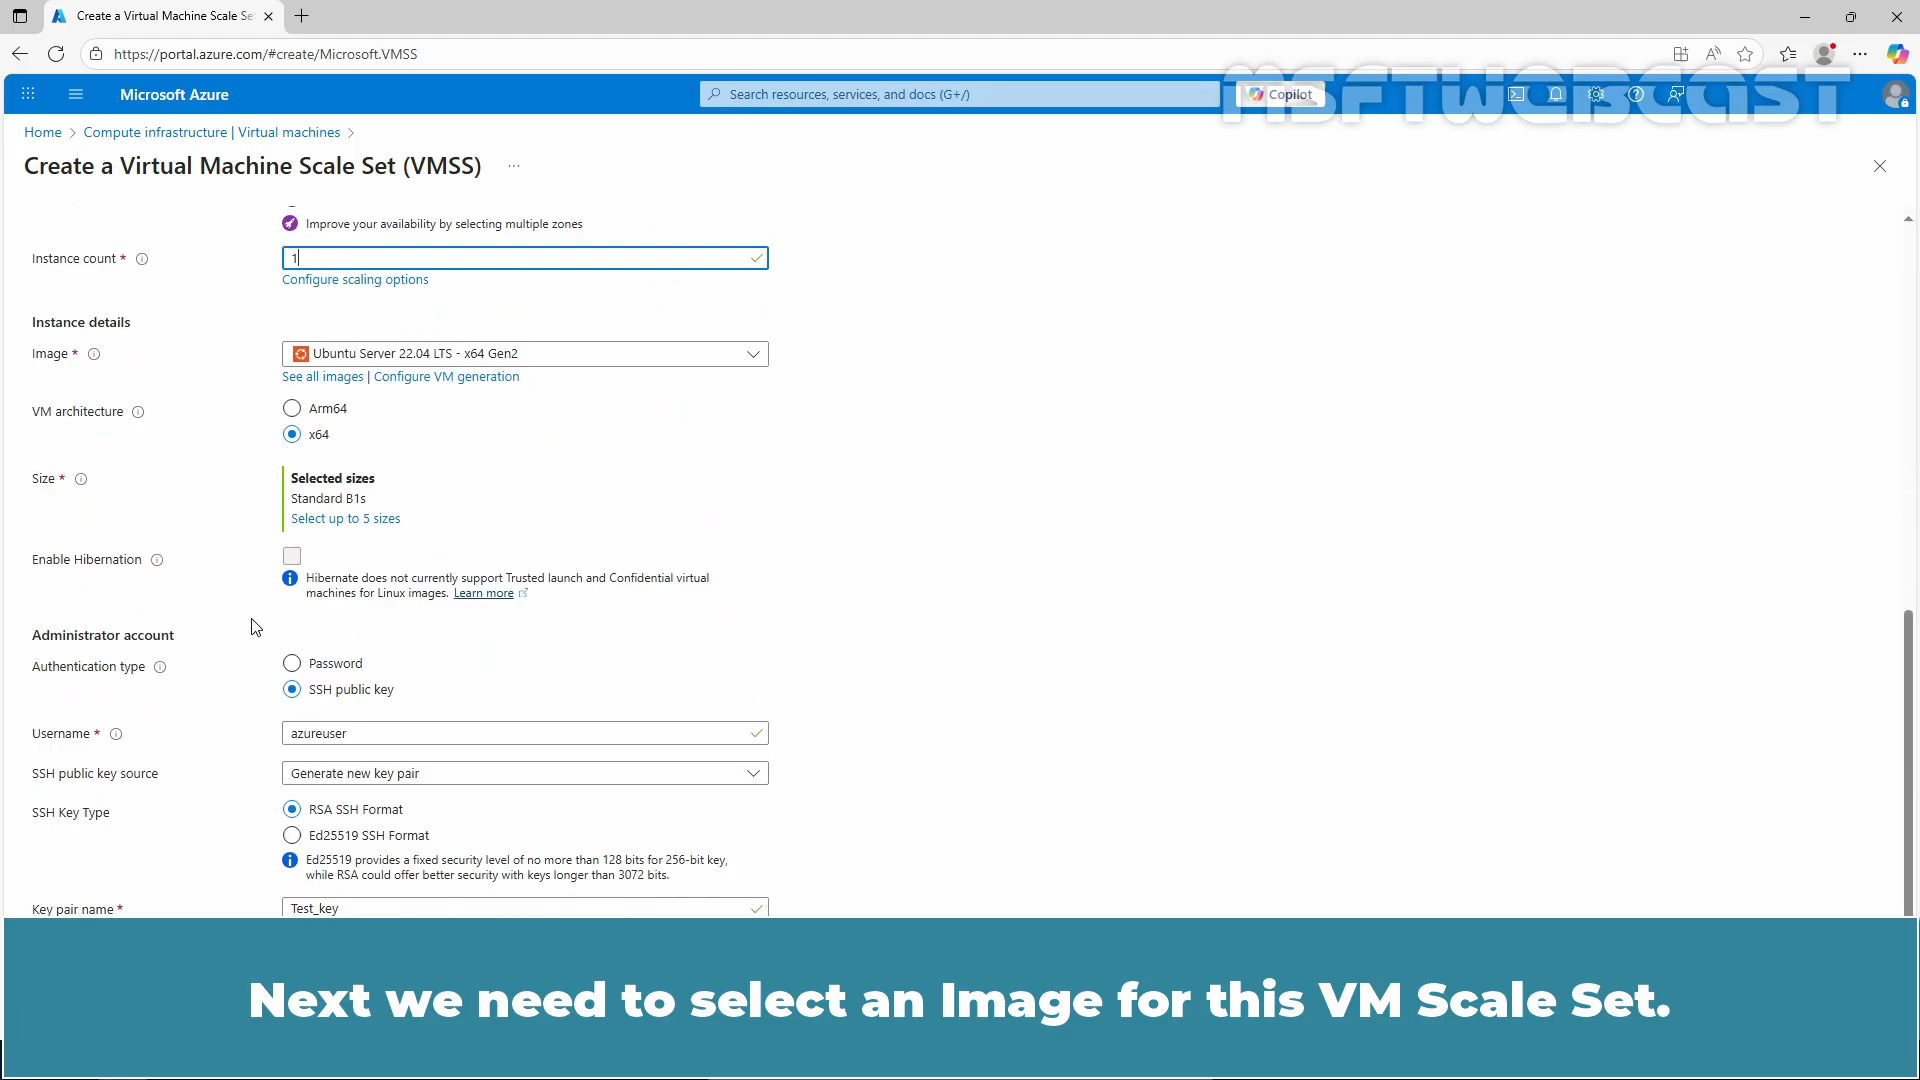 Create a Virtual Machine Scale Se
https://portal.azure.com/#create/Microsoft.VMSS
Microsoft Azure
Search resources, services, and docs (G+/)
Copilot
MSFTWEBCAST
Home > Compute infrastructure | Virtual machines >
Create a Virtual Machine Scale Set (VMSS) ...
Improve your availability by selecting multiple zones
Instance count *
1
Configure scaling options
Instance details
Image *
Ubuntu Server 22.04 LTS - x64 Gen2
See all images | Configure VM generation
VM architecture
Arm64
x64
Size *
Selected sizes
Standard B1s
Select up to 5 sizes
Enable Hibernation
Hibernate does not currently support Trusted launch and Confidential virtual
machines for Linux images. Learn more
Administrator account
Authentication type
Password
SSH public key
Username *
azureuser
SSH public key source
Generate new key pair
SSH Key Type
RSA SSH Format
Ed25519 SSH Format
Ed25519 provides a fixed security level of no more than 128 bits for 256-bit key,
while RSA could offer better security with keys longer than 3072 bits.
Key pair name *
Test_key
Next we need to select an Image for this VM Scale Set.